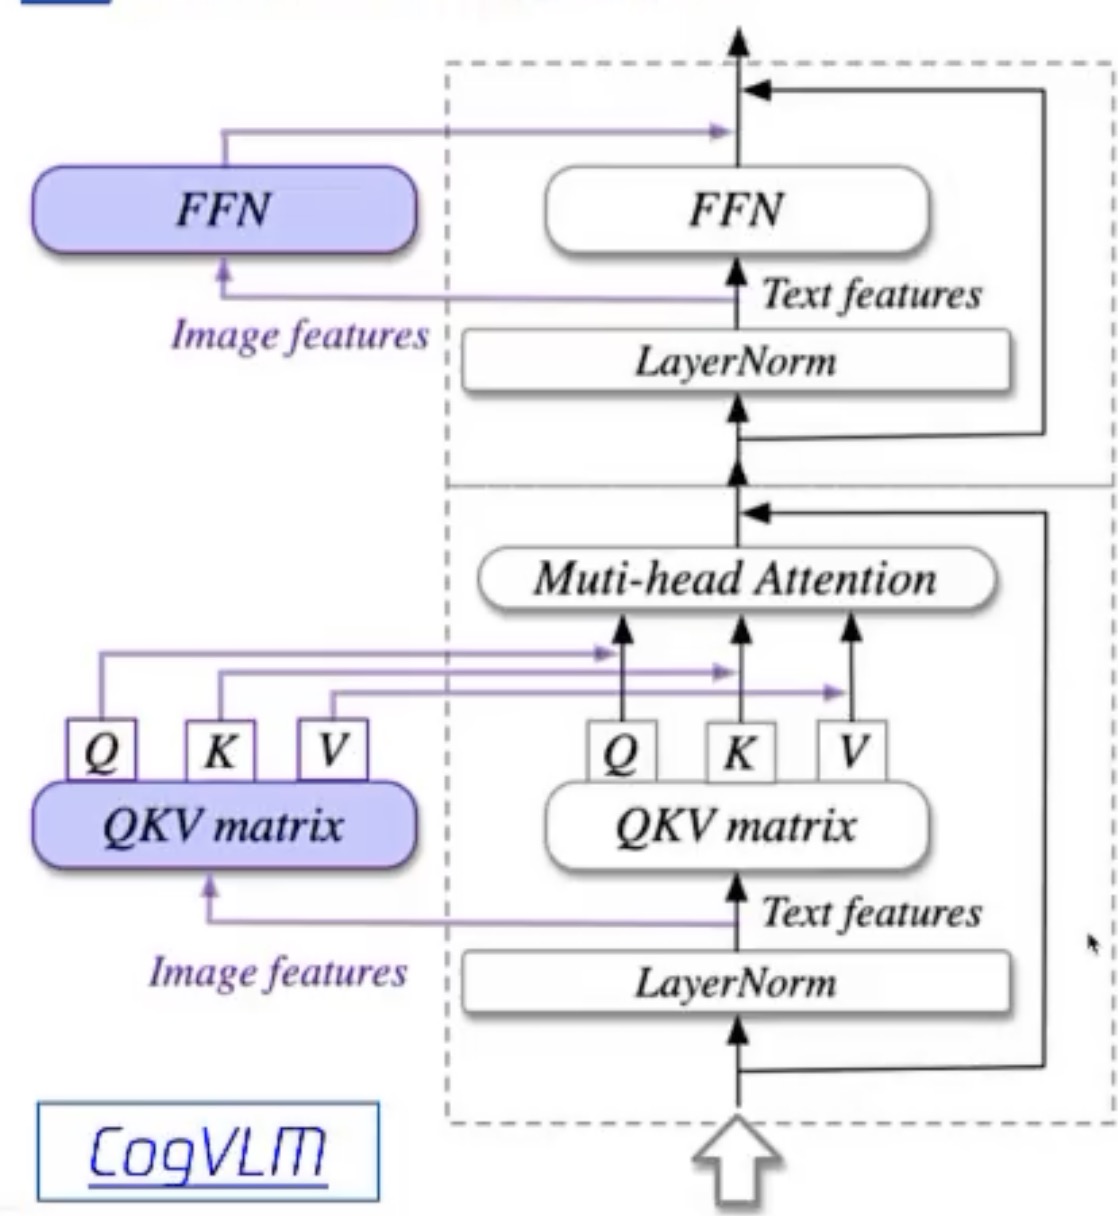 FFN
FFN
Text features
Image features
LayerNorm
Muti-head Attention
Q K V
Q K V
QKV matrix
QKV matrix
Text features
Image features
LayerNorm
CogVLM